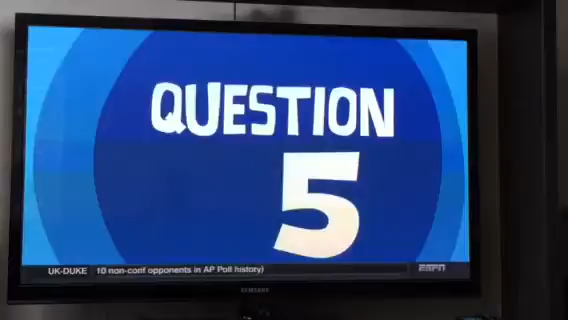 QUESTION
5
UK-DUKE 10 non-conf opponents in AP Poll history) ESPN
SAMSUNG